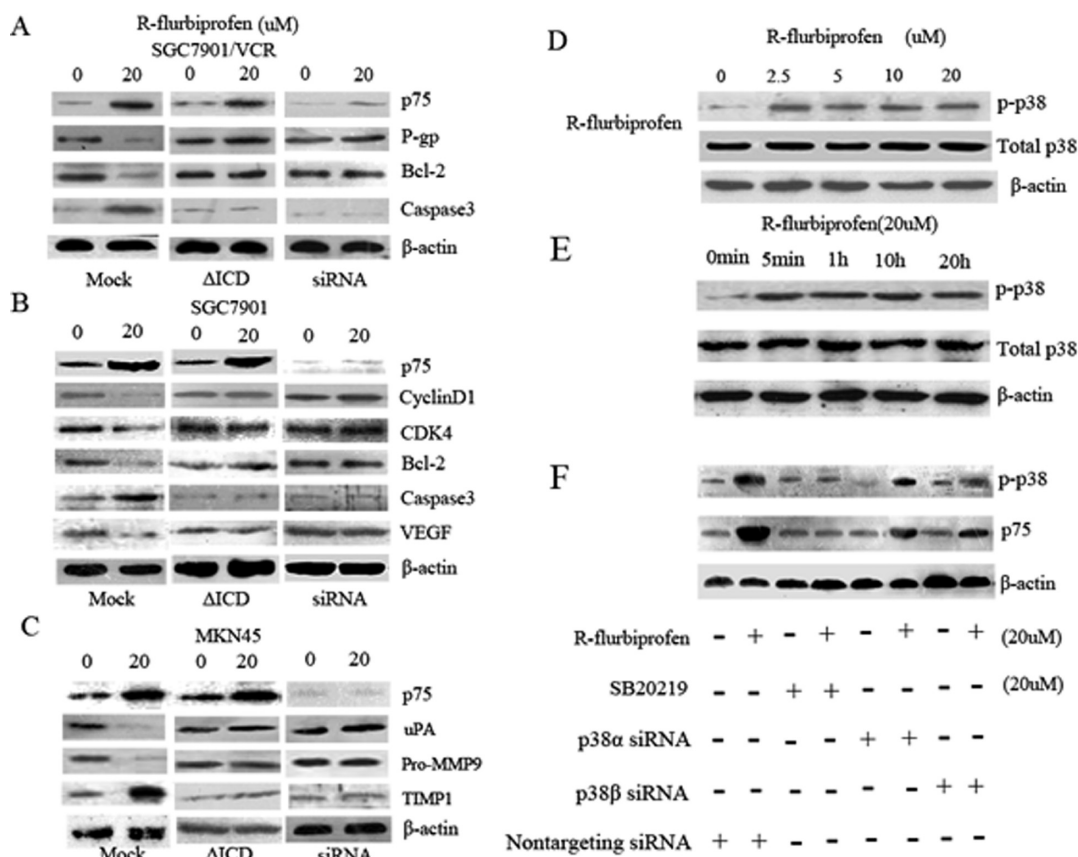 A
R-flurbiprofen (uM)
SGC7901/VCR
0 20 0 20 0 20
p75
P-gp
Bcl-2
Caspase3
β-actin
Mock ΔICD siRNA
B
SGC7901
0 20 0 20 0 20
p75
CyclinD1
CDK4
Bcl-2
Caspase3
VEGF
β-actin
Mock ΔICD siRNA
C
MKN45
0 20 0 20 0 20
p75
uPA
Pro-MMP9
TIMP1
β-actin
Mock ΔICD siRNA
D
R-flurbiprofen (uM)
0 2.5 5 10 20
R-flurbiprofen
p-p38
Total p38
β-actin
E
R-flurbiprofen(20uM)
0min 5min 1h 10h 20h
p-p38
Total p38
β-actin
F
p-p38
p75
β-actin
R-flurbiprofen - + - + - + - + (20uM)
SB20219 - - + + - - - - (20uM)
p38α siRNA - - - - + + - -
p38β siRNA - - - - - - + +
Nontargeting siRNA + + - - - - - -